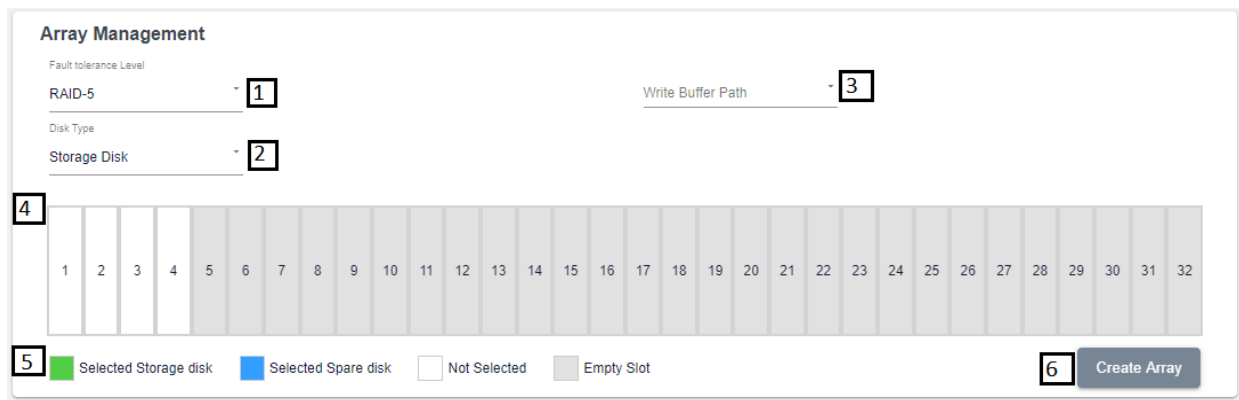 Array Management
Fault tolerance Level
RAID-5
1
Write Buffer Path
3
Disk Type
Storage Disk
2
4
1 2 3 4 5 6 7 8 9 10 11 12 13 14 15 16 17 18 19 20 21 22 23 24 25 26 27 28 29 30 31 32
5 Selected Storage disk Selected Spare disk Not Selected Empty Slot 6 Create Array